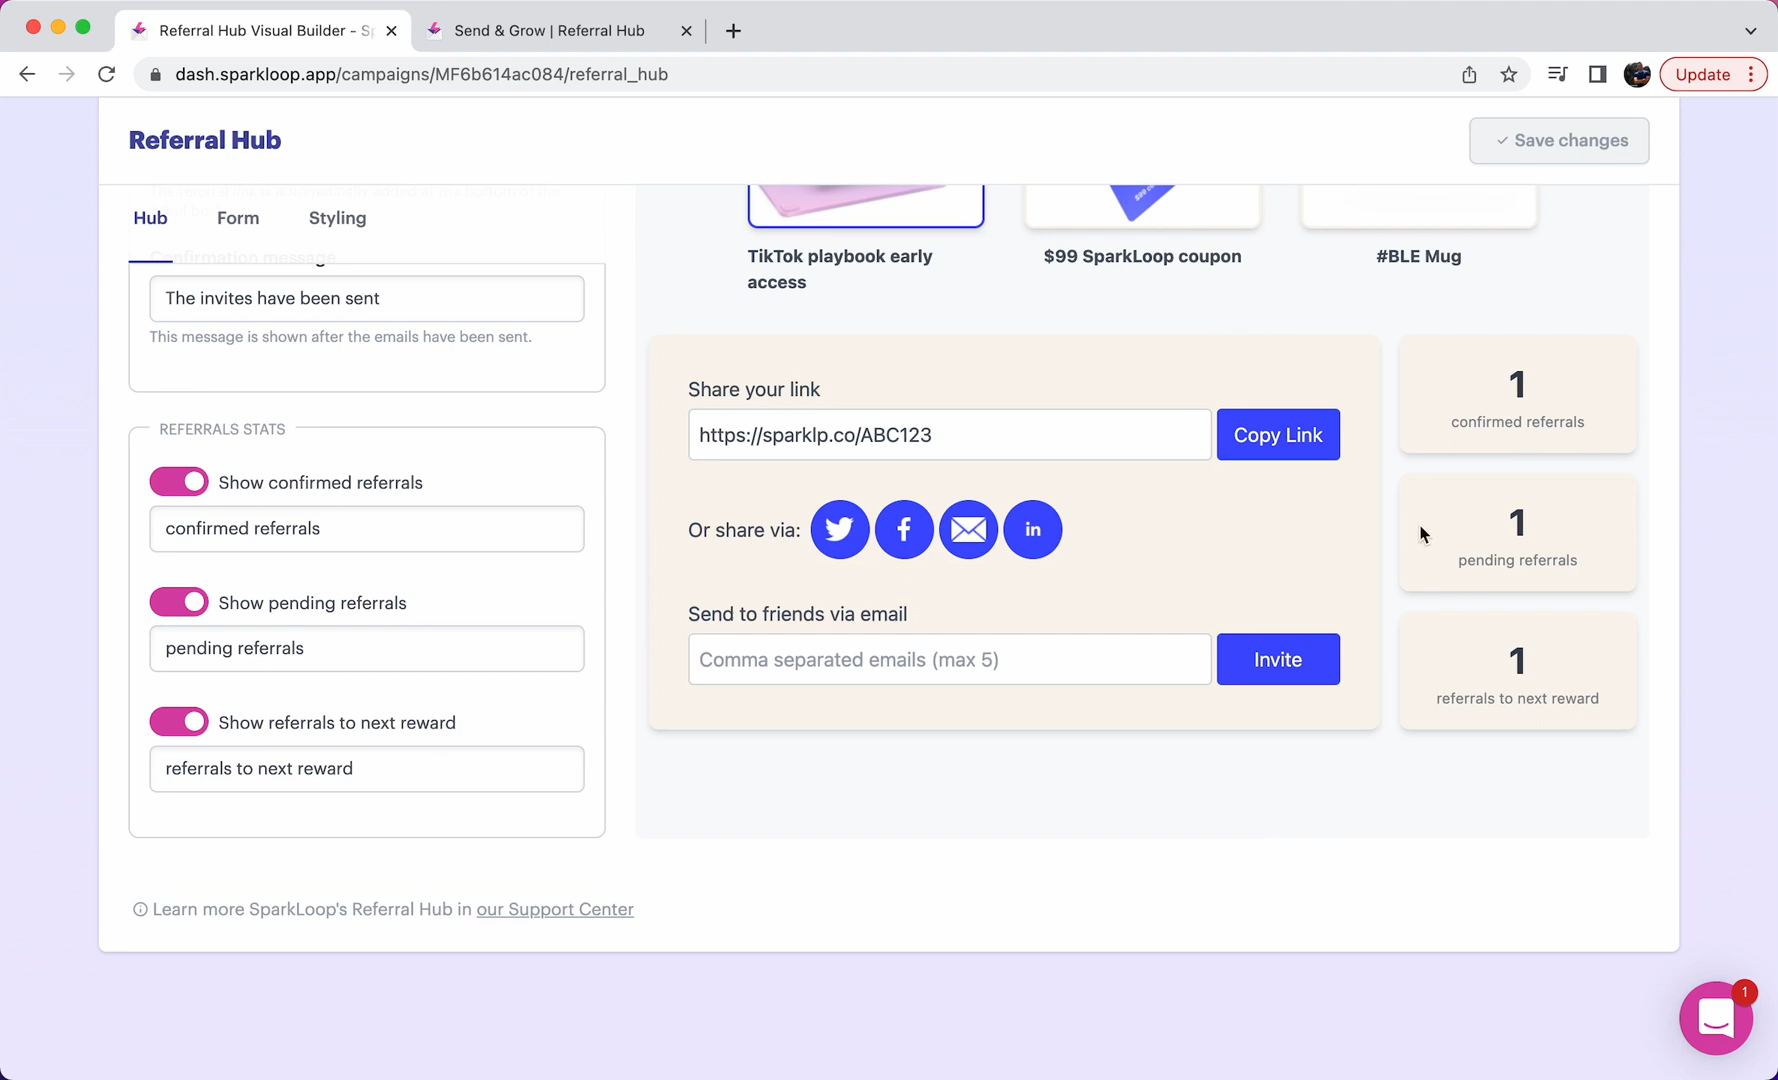 Referral Hub Visual Builder - Sp
Send & Grow | Referral Hub
dash.sparkloop.app/campaigns/MF6b614ac084/referral_hub
Update
Referral Hub
Save changes
Hub
Form
Styling
Confirmation message
The invites have been sent
This message is shown after the emails have been sent.
REFERRALS STATS
Show confirmed referrals
confirmed referrals
Show pending referrals
pending referrals
Show referrals to next reward
referrals to next reward
Learn more SparkLoop's Referral Hub in our Support Center
TikTok playbook early
access
$99 SparkLoop coupon
#BLE Mug
Share your link
https://sparklp.co/ABC123
Copy Link
Or share via:
in
Send to friends via email
Comma separated emails (max 5)
Invite
1
confirmed referrals
1
pending referrals
1
referrals to next reward
1